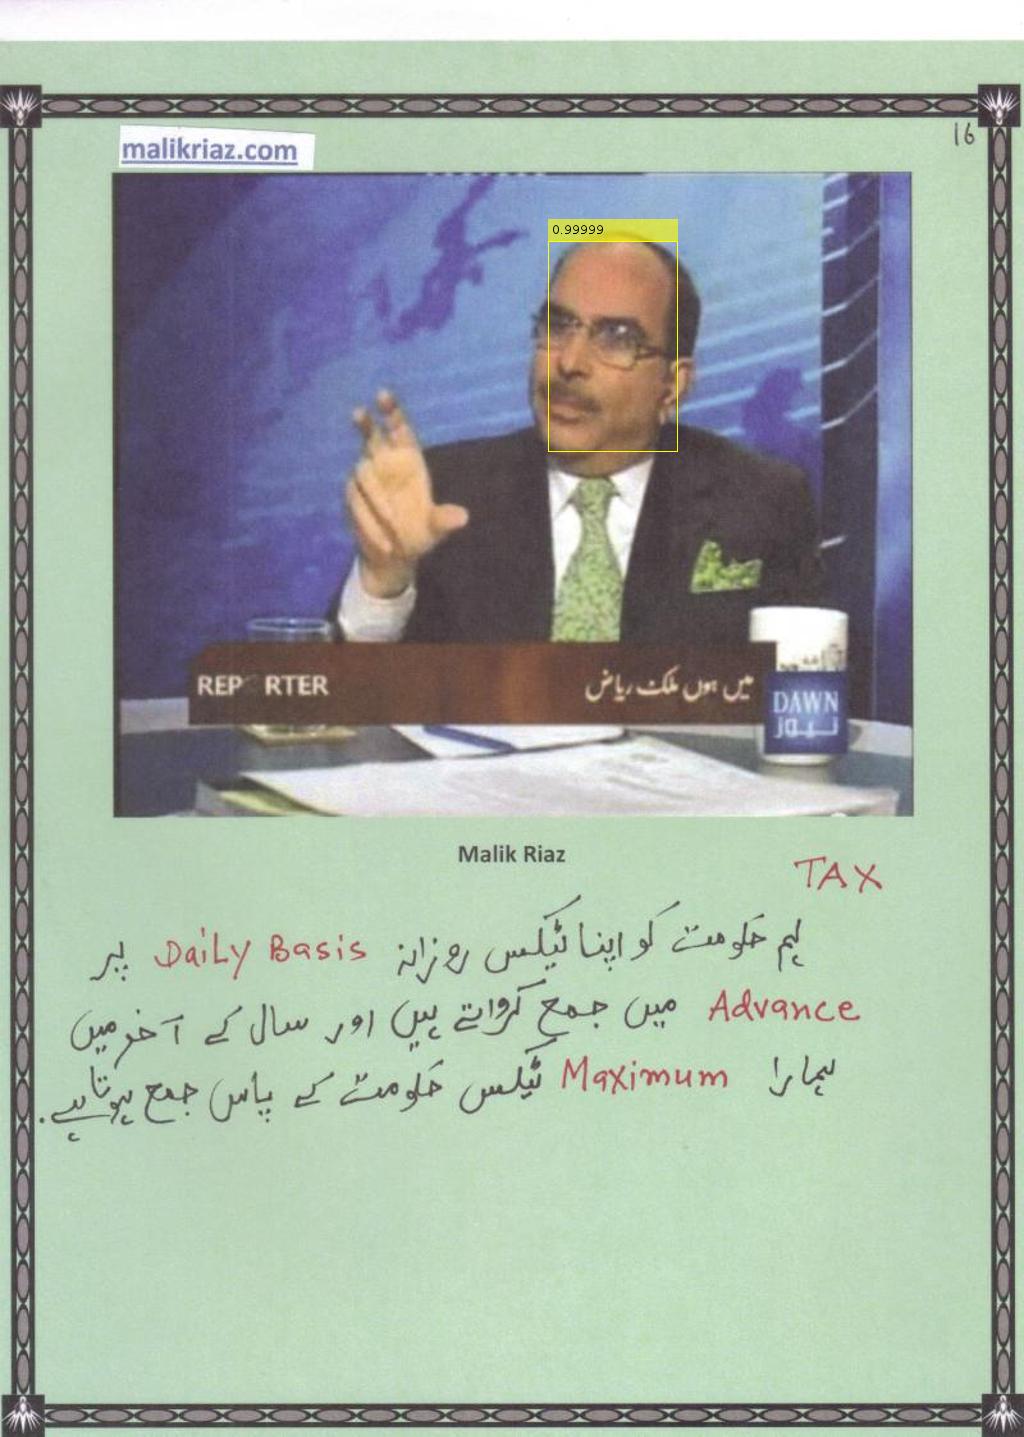 16
malikriaz.com
0.99999
REP RTER
میں ہوں ملک ریاض
DAWN
نیوز
Malik Riaz
TAX
ہم حکومت کو اپنا ٹیکس روزانہ Daily Basis پر
Advance میں جمع کرواتے ہیں اور سال کے آخر میں
ہمارا Maximum ٹیکس حکومت کے پاس جمع ہوتا ہے۔